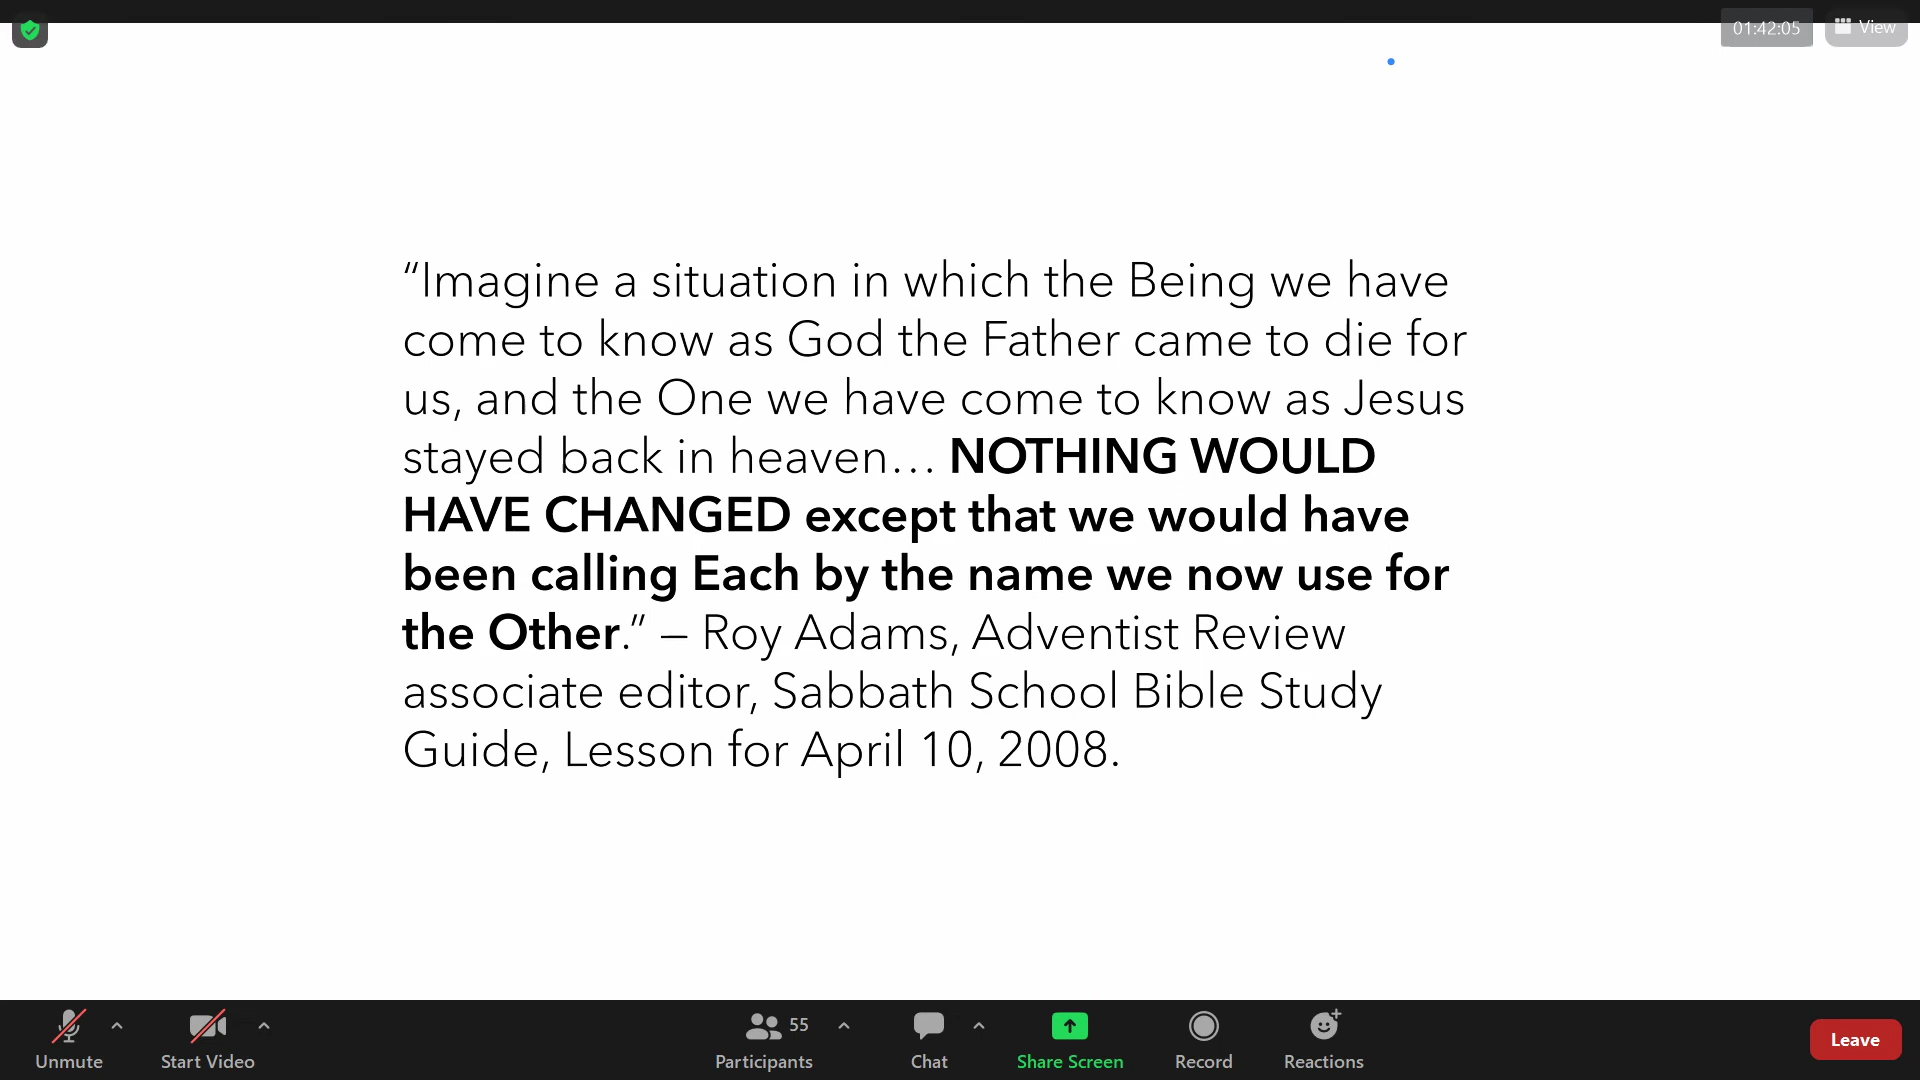 01:42:05
View
“Imagine a situation in which the Being we have
come to know as God the Father came to die for
us, and the One we have come to know as Jesus
stayed back in heaven… NOTHING WOULD
HAVE CHANGED except that we would have
been calling Each by the name we now use for
the Other.” – Roy Adams, Adventist Review
associate editor, Sabbath School Bible Study
Guide, Lesson for April 10, 2008.
55
Unmute
Start Video
Participants
Chat
Share Screen
Record
Reactions
Leave